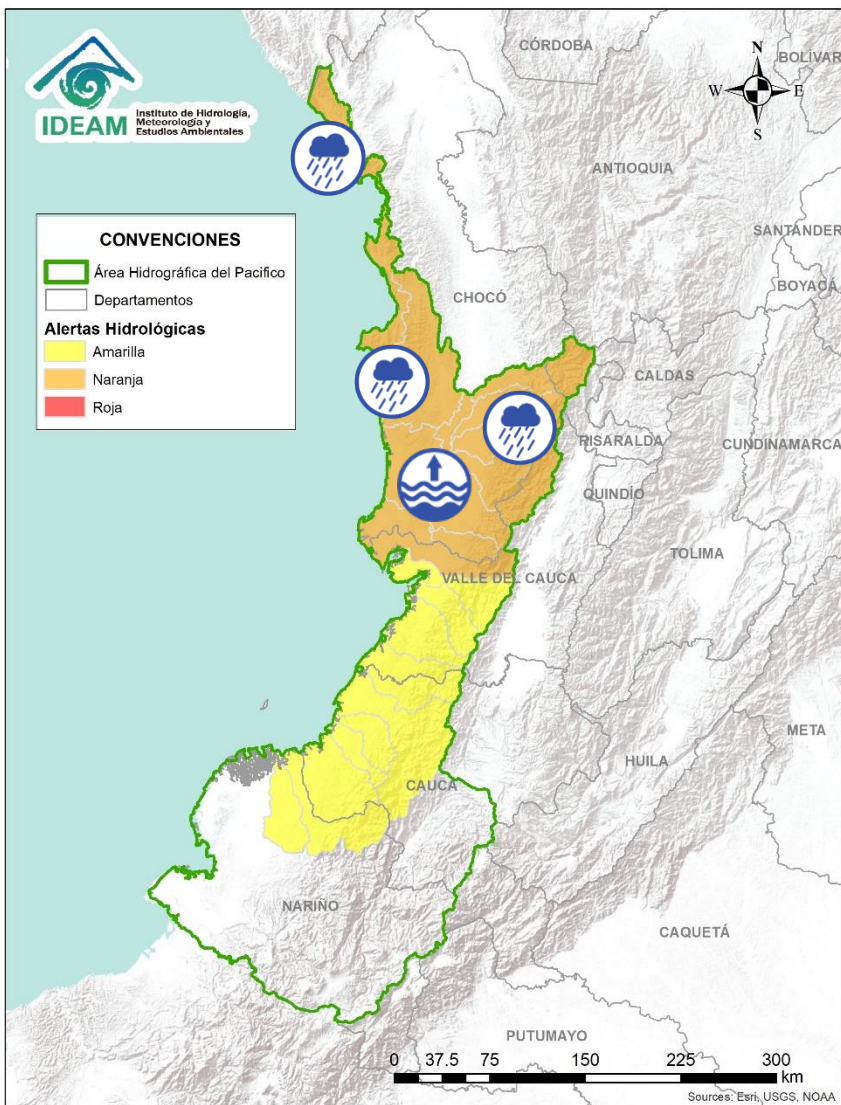 IDEAM
Instituto de Hidrología,
Meteorología y
Estudios Ambientales
CÓRDOBA
BOLÍVAR
N
W
E
S
ANTIOQUIA
SANTANDER
BOYACÁ
CONVENCIONES
Área Hidrográfica del Pacifico
Departamentos
Alertas Hidrológicas
Amarilla
Naranja
Roja
CHOCÓ
CALDAS
RISARALDA
CUNDINAMARCA
QUINDÍO
TOLIMA
VALLE DEL CAUCA
META
HUILA
CAUCA
NARIÑO
CAQUETÁ
PUTUMAYO
0 37.5 75 150 225 300
km
Sources: Esri, USGS, NOAA